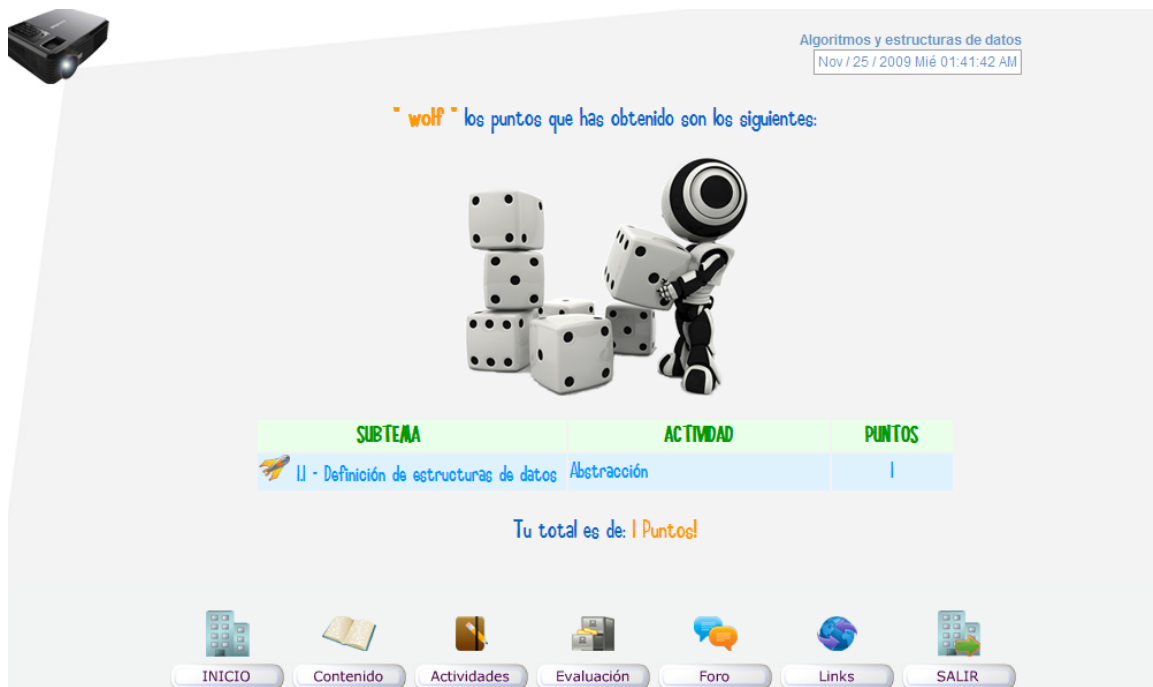 Algoritmos y estructuras de datos
Nov / 25 / 2009 Mié 01:41:42 AM
" wolf " los puntos que has obtenido son los siguientes:
SUBTEMA ACTIVIDAD PUNTOS
1.1 - Definición de estructuras de datos Abstracción 1
Tu total es de: 1 Puntos!
INICIO Contenido Actividades Evaluación Foro Links SALIR